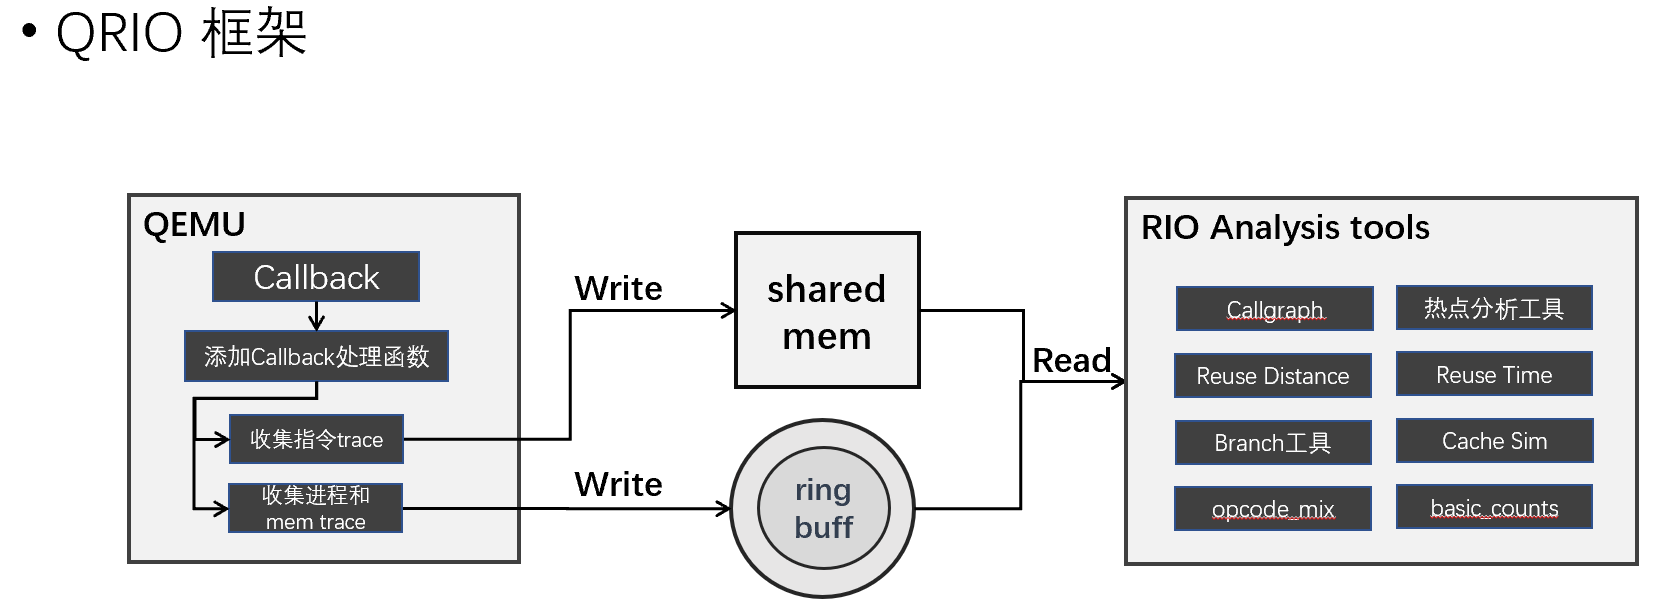 • QRIO 框架
QEMU
Callback
添加Callback处理函数
收集指令trace
收集进程和
mem trace
Write
Write
shared
mem
ring
buff
Read
RIO Analysis tools
Callgraph
热点分析工具
Reuse Distance
Reuse Time
Branch工具
Cache Sim
opcode_mix
basic_counts